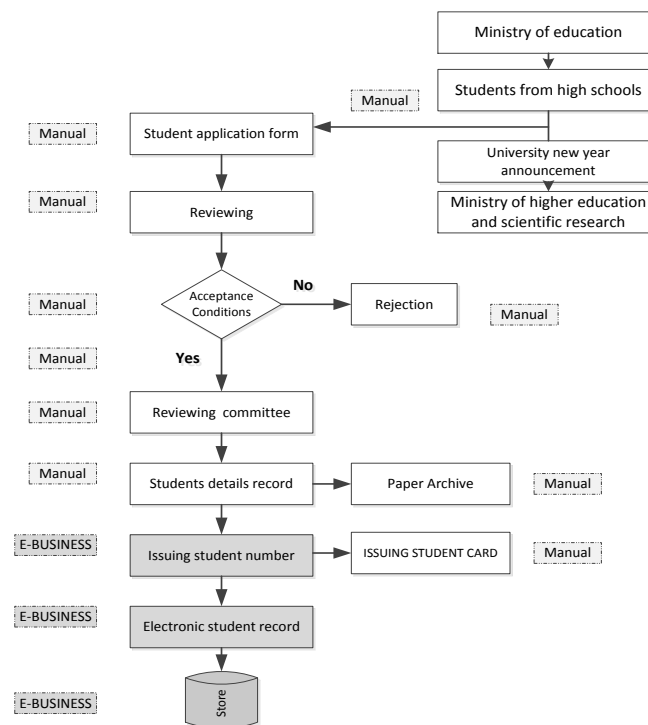 Ministry of education
Students from high schools
Manual
Manual
Student application form
University new year
announcement
Manual
Reviewing
Ministry of higher education
and scientific research
Manual
Acceptance
Conditions
No
Rejection
Manual
Manual
Yes
Manual
Reviewing committee
Manual
Students details record
Paper Archive
Manual
E-BUSINESS
Issuing student number
ISSUING STUDENT CARD
Manual
E-BUSINESS
Electronic student record
E-BUSINESS
Store